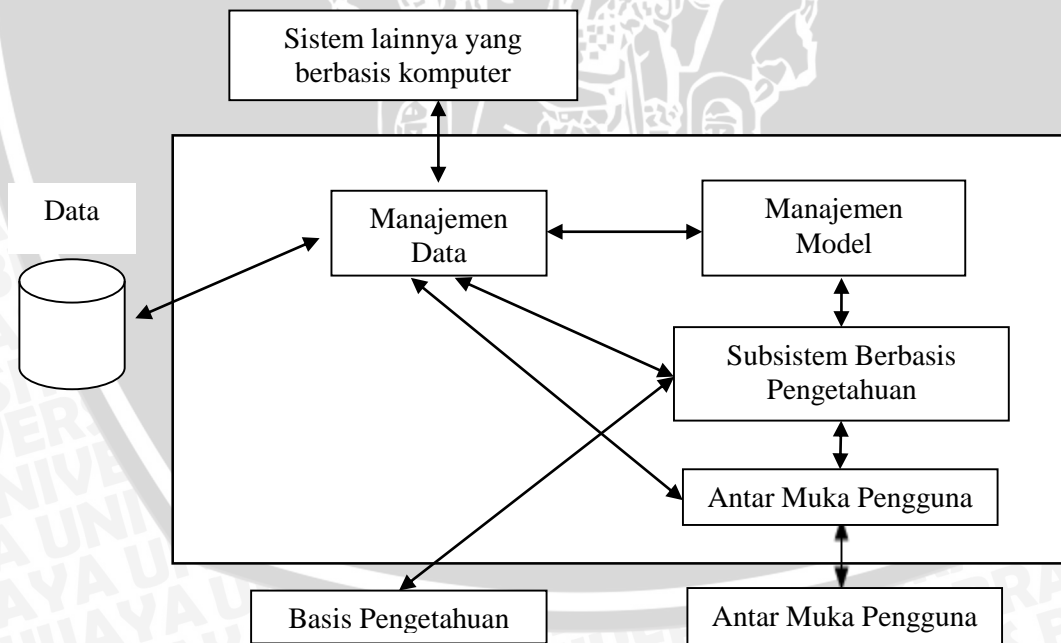 Sistem lainnya yang
berbasis komputer
Data
Manajemen
Data
Manajemen
Model
Subsistem Berbasis
Pengetahuan
Antar Muka Pengguna
Basis Pengetahuan
Antar Muka Pengguna